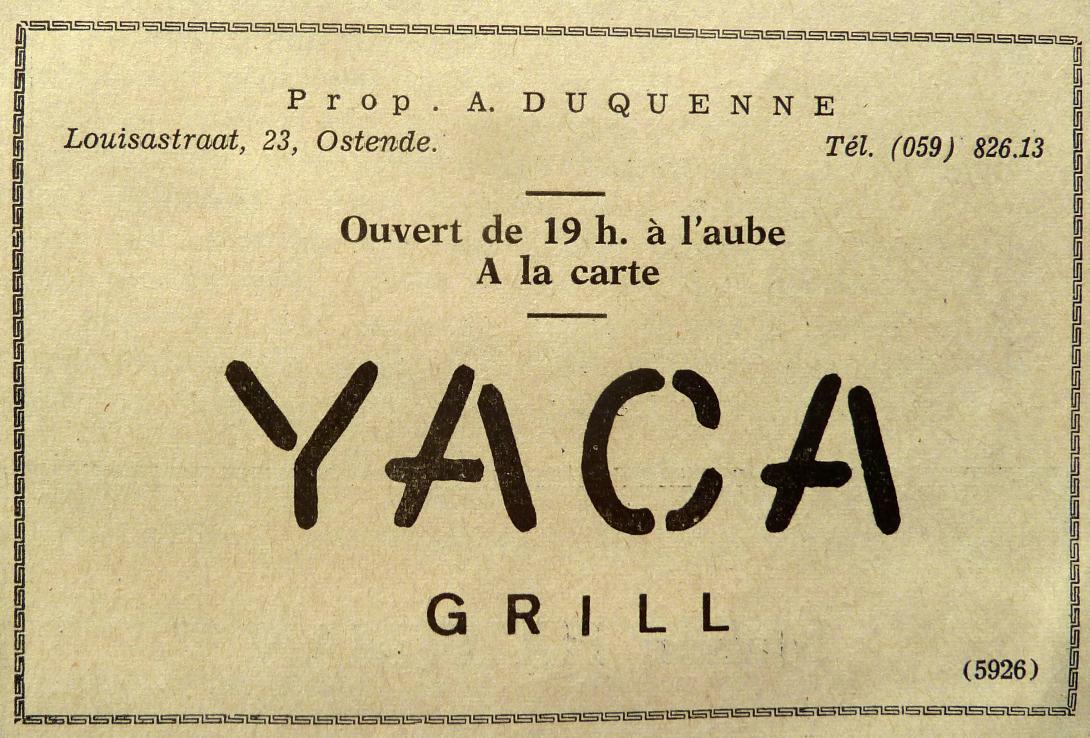 Prop. A. DUQUENNE
Louisastraat, 23, Ostende.
Tél. (059) 826.13
Ouvert de 19 h. à l'aube
A la carte
YACA
GRILL
(5926)